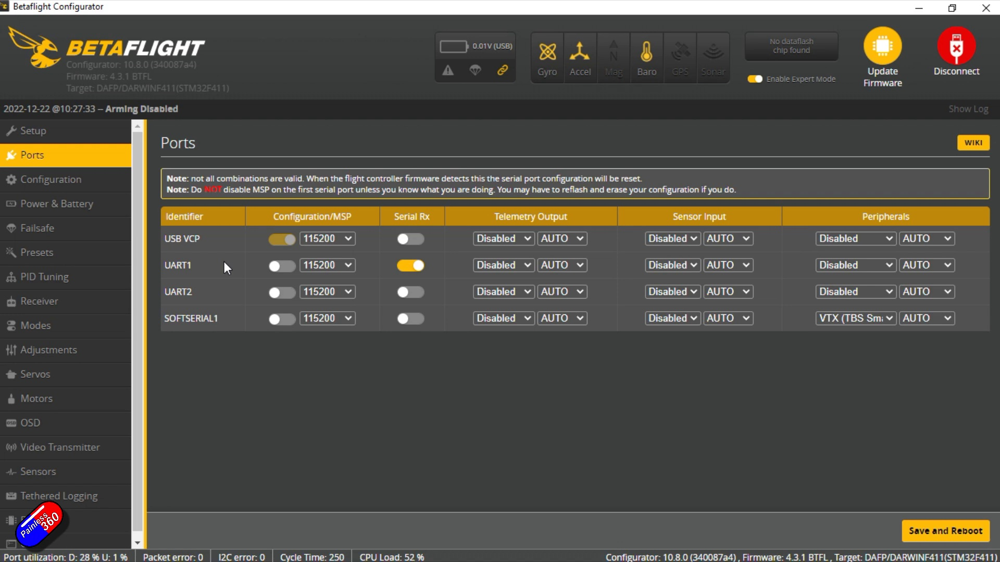 Betaflight Configurator
BETAFLIGHT
Configurator: 10.8.0 (340087a4)
Firmware: 4.3.1 BTFL
Target: DAFP/DARWINF411(STM32F411)
0.01V (USB)
Gyro Accel Mag Baro GPS Sonar
No dataflash
chip found
Enable Expert Mode
Update
Firmware
Disconnect
2022-12-22 @10:27:33 -- Arming Disabled
Show Log
Setup
Ports
Configuration
Power & Battery
Failsafe
Presets
PID Tuning
Receiver
Modes
Adjustments
Servos
Motors
OSD
OSD
Video Transmitter
Sensors
Tethered Logging
Painless
360
Ports
WIKI
Note: not all combinations are valid. When the flight controller firmware detects this the serial port configuration will be reset.
Note: Do NOT disable MSP on the first serial port unless you know what you are doing. You may have to reflash and erase your configuration if you do.
Identifier Configuration/MSP Serial Rx Telemetry Output Sensor Input Peripherals
USB VCP 115200 Disabled AUTO Disabled AUTO Disabled AUTO
UART1 115200 Disabled AUTO Disabled AUTO Disabled AUTO
UART2 115200 Disabled AUTO Disabled AUTO Disabled AUTO
SOFTSERIAL1 115200 Disabled AUTO Disabled AUTO VTX (TBS Sma AUTO
Save and Reboot
Port utilization: D: 28 % U: 1 % Packet error: 0 I2C error: 0 Cycle Time: 250 CPU Load: 52 % Configurator: 10.8.0 (340087a4) , Firmware: 4.3.1 BTFL , Target: DAFP/DARWINF411(STM32F411)